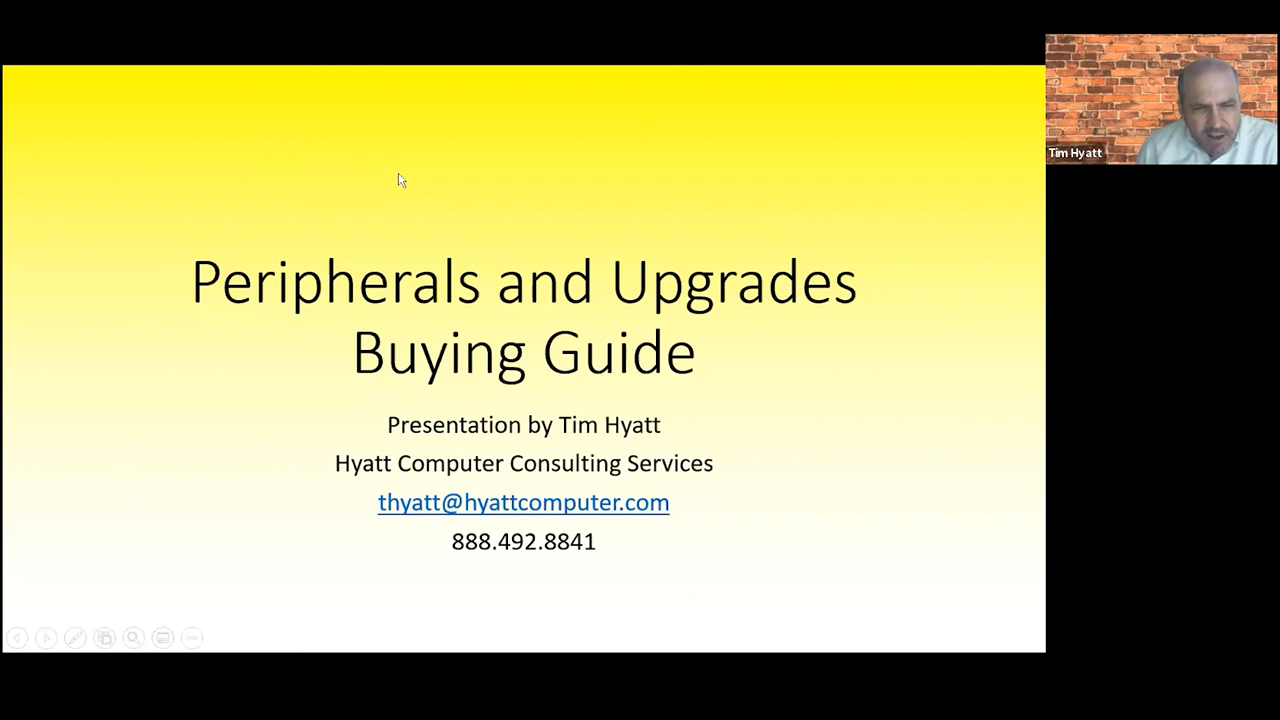 Peripherals and Upgrades
Buying Guide
Presentation by Tim Hyatt
Hyatt Computer Consulting Services
thyatt@hyattcomputer.com
888.492.8841
Tim Hyatt